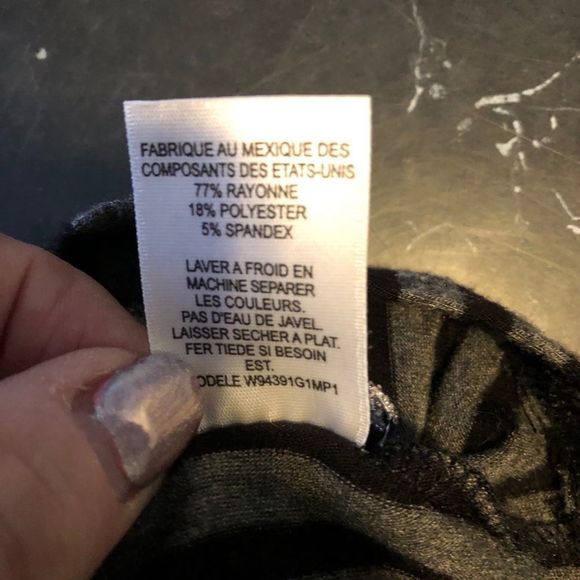 FABRIQUE AU MEXIQUE DES
COMPOSANTS DES ETATS-UNIS
77% RAYONNE
18% POLYESTER
5% SPANDEX
LAVER A FROID EN
MACHINE SEPARER
LES COULEURS.
PAS D'EAU DE JAVEL.
LAISSER SECHER A PLAT.
FER TIEDE SI BESOIN
EST.
ODELE W94391G1MP1